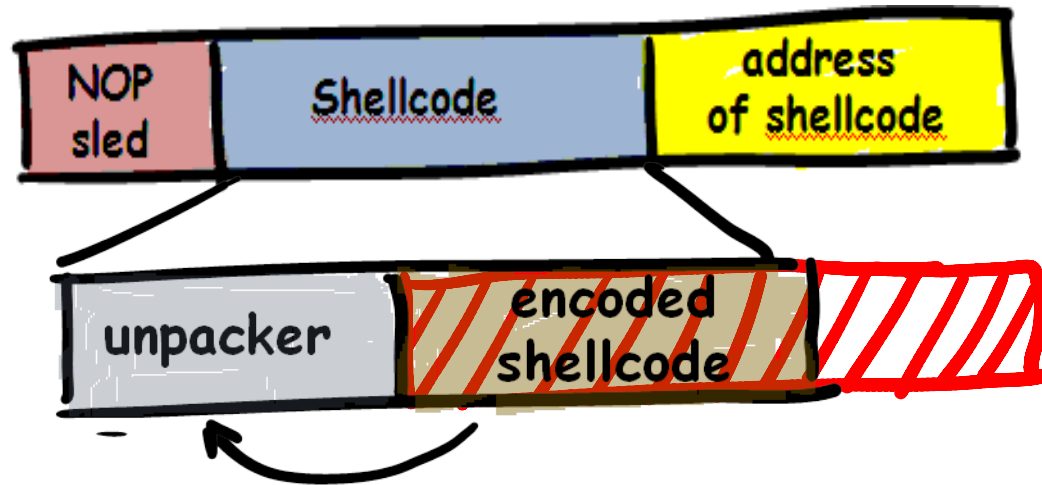 NOP
sled
Shellcode
address
of shellcode
unpacker
encoded
shellcode